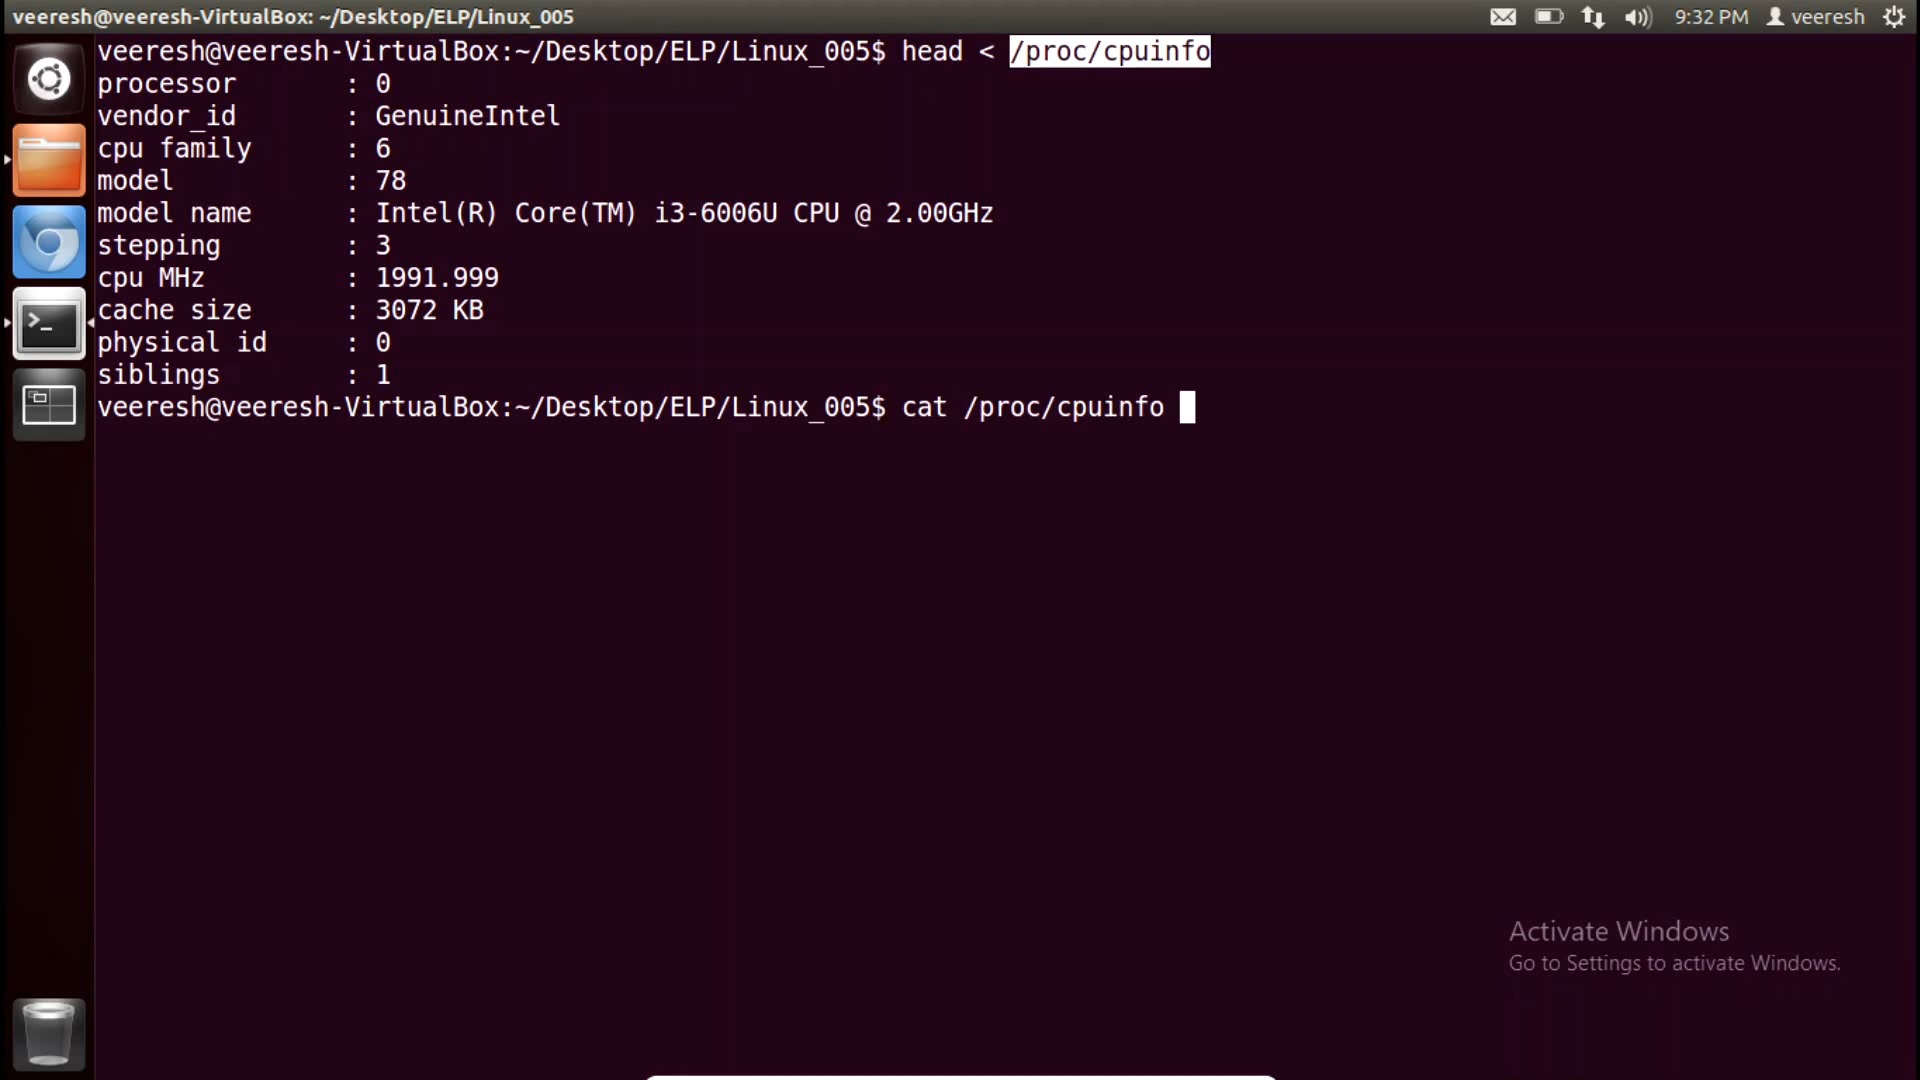 veeresh@veeresh-VirtualBox: ~/Desktop/ELP/Linux_005
9:32 PM veeresh
veeresh@veeresh-VirtualBox:~/Desktop/ELP/Linux_005$ head < /proc/cpuinfo
processor : 0
vendor_id : GenuineIntel
cpu family : 6
model : 78
model name : Intel(R) Core(TM) i3-6006U CPU @ 2.00GHz
stepping : 3
cpu MHz : 1991.999
cache size : 3072 KB
physical id : 0
siblings : 1
veeresh@veeresh-VirtualBox:~/Desktop/ELP/Linux_005$ cat /proc/cpuinfo
Activate Windows
Go to Settings to activate Windows.